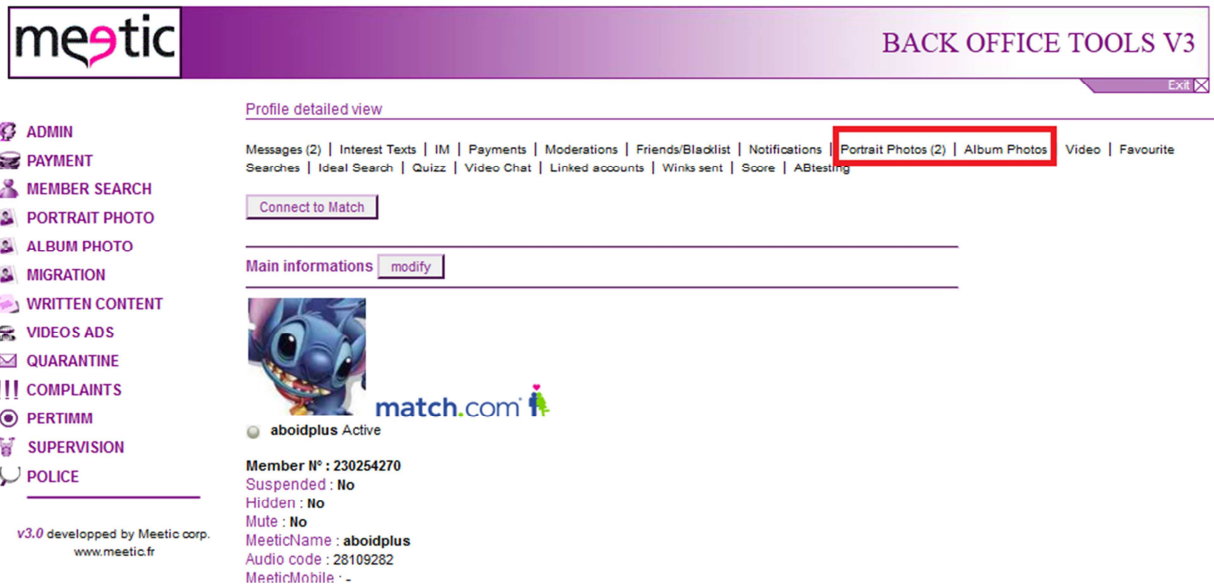 meetic
BACK OFFICE TOOLS V3
Exit
ADMIN
PAYMENT
MEMBER SEARCH
PORTRAIT PHOTO
ALBUM PHOTO
MIGRATION
WRITTEN CONTENT
VIDEOS ADS
QUARANTINE
COMPLAINTS
PERTIMM
SUPERVISION
POLICE
v3.0 developped by Meetic corp.
www.meetic.fr
Profile detailed view
Messages (2) | Interest Texts | IM | Payments | Moderations | Friends/Blacklist | Notifications | Portrait Photos (2) | Album Photos | Video | Favourite
Searches | Ideal Search | Quizz | Video Chat | Linked accounts | Winks sent | Score | ABtesting
Connect to Match
Main informations modify
match.com
aboidplus Active
Member N° : 230254270
Suspended : No
Hidden : No
Mute : No
MeeticName : aboidplus
Audio code : 28109282
MeeticMobile : -